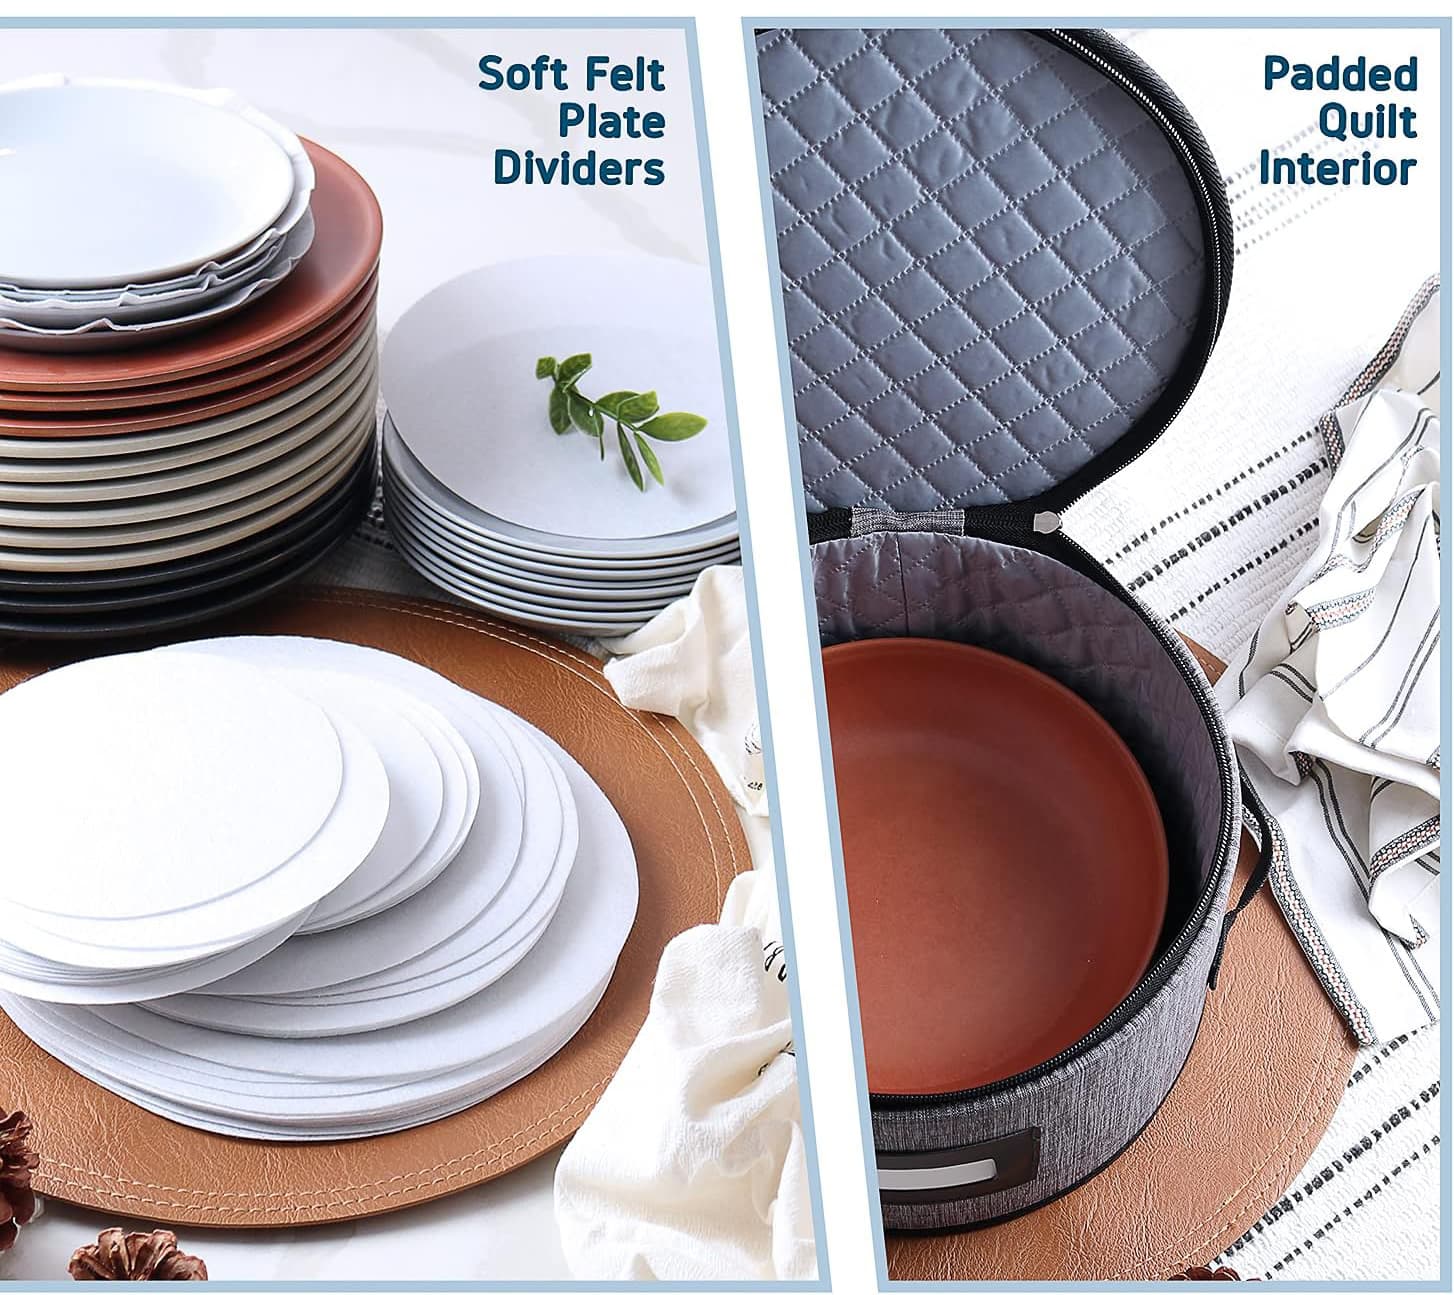 Soft Felt
Plate
Dividers
Padded
Quilt
Interior